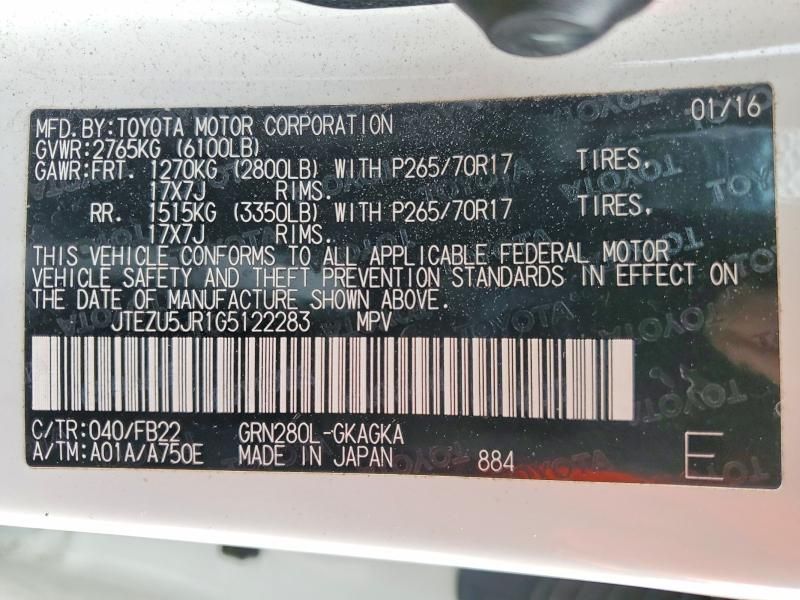 01/16
MFD.BY:TOYOTA MOTOR CORPORATION
GVWR:2765KG (6100LB)
GAWR:FRT. 1270KG (2800LB) WITH P265/70R17 TIRES,
17X7J RIMS.
RR. 1515KG (3350LB) WITH P265/70R17 TIRES,
17X7J RIMS.
THIS VEHICLE CONFORMS TO ALL APPLICABLE FEDERAL MOTOR
VEHICLE SAFETY AND THEFT PREVENTION STANDARDS IN EFFECT ON
THE DATE OF MANUFACTURE SHOWN ABOVE.
JTEZU5JR1G5122283 MPV
C/TR:040/FB22 GRN280L-GKAGKA
A/TM:A01A/A750E MADE IN JAPAN 884 E